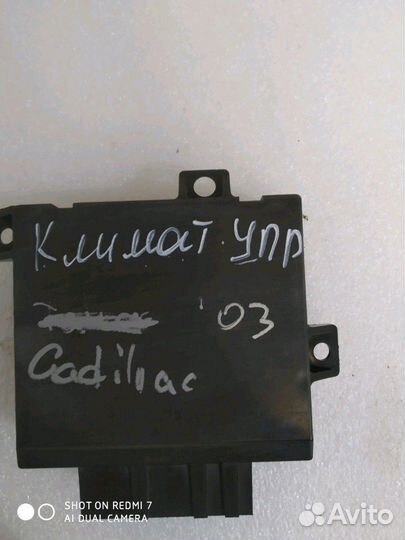 Климат. упр
'03
Cadillac
SHOT ON REDMI 7
AI DUAL CAMERA
Avito